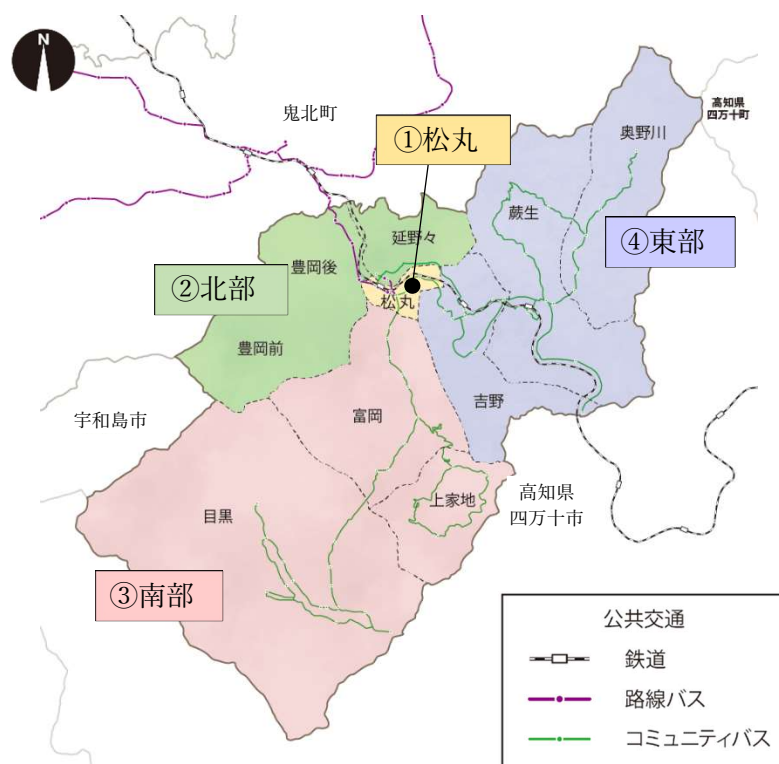 N
鬼北町
高知県
四万十町
①松丸
奥野川
蕨生
④東部
延野々
豊岡後
②北部
松丸
豊岡前
吉野
富岡
宇和島市
上家地
高知県
四万十市
目黒
③南部
公共交通
鉄道
路線バス
コミュニティバス